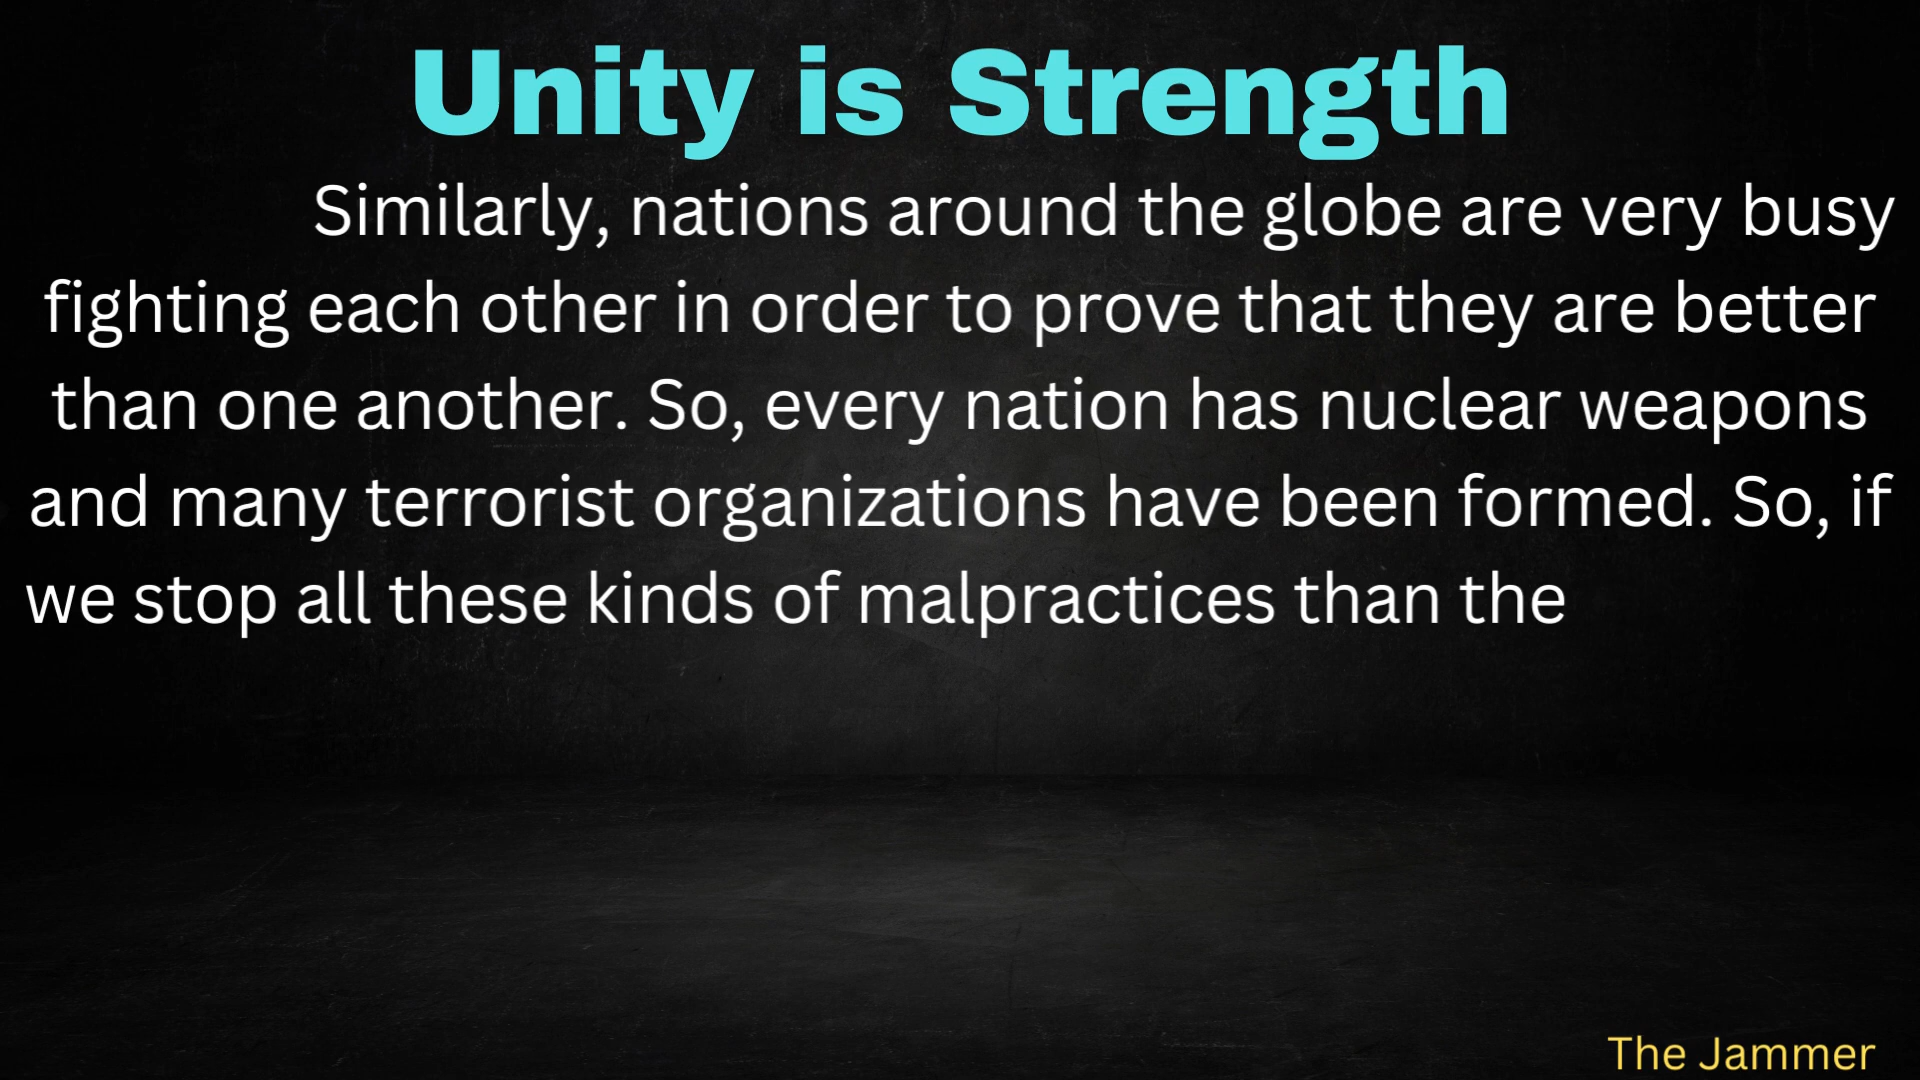 Unity is Strength
Similarly, nations around the globe are very busy
fighting each other in order to prove that they are better
than one another. So, every nation has nuclear weapons
and many terrorist organizations have been formed. So, if
we stop all these kinds of malpractices than the
The Jammer